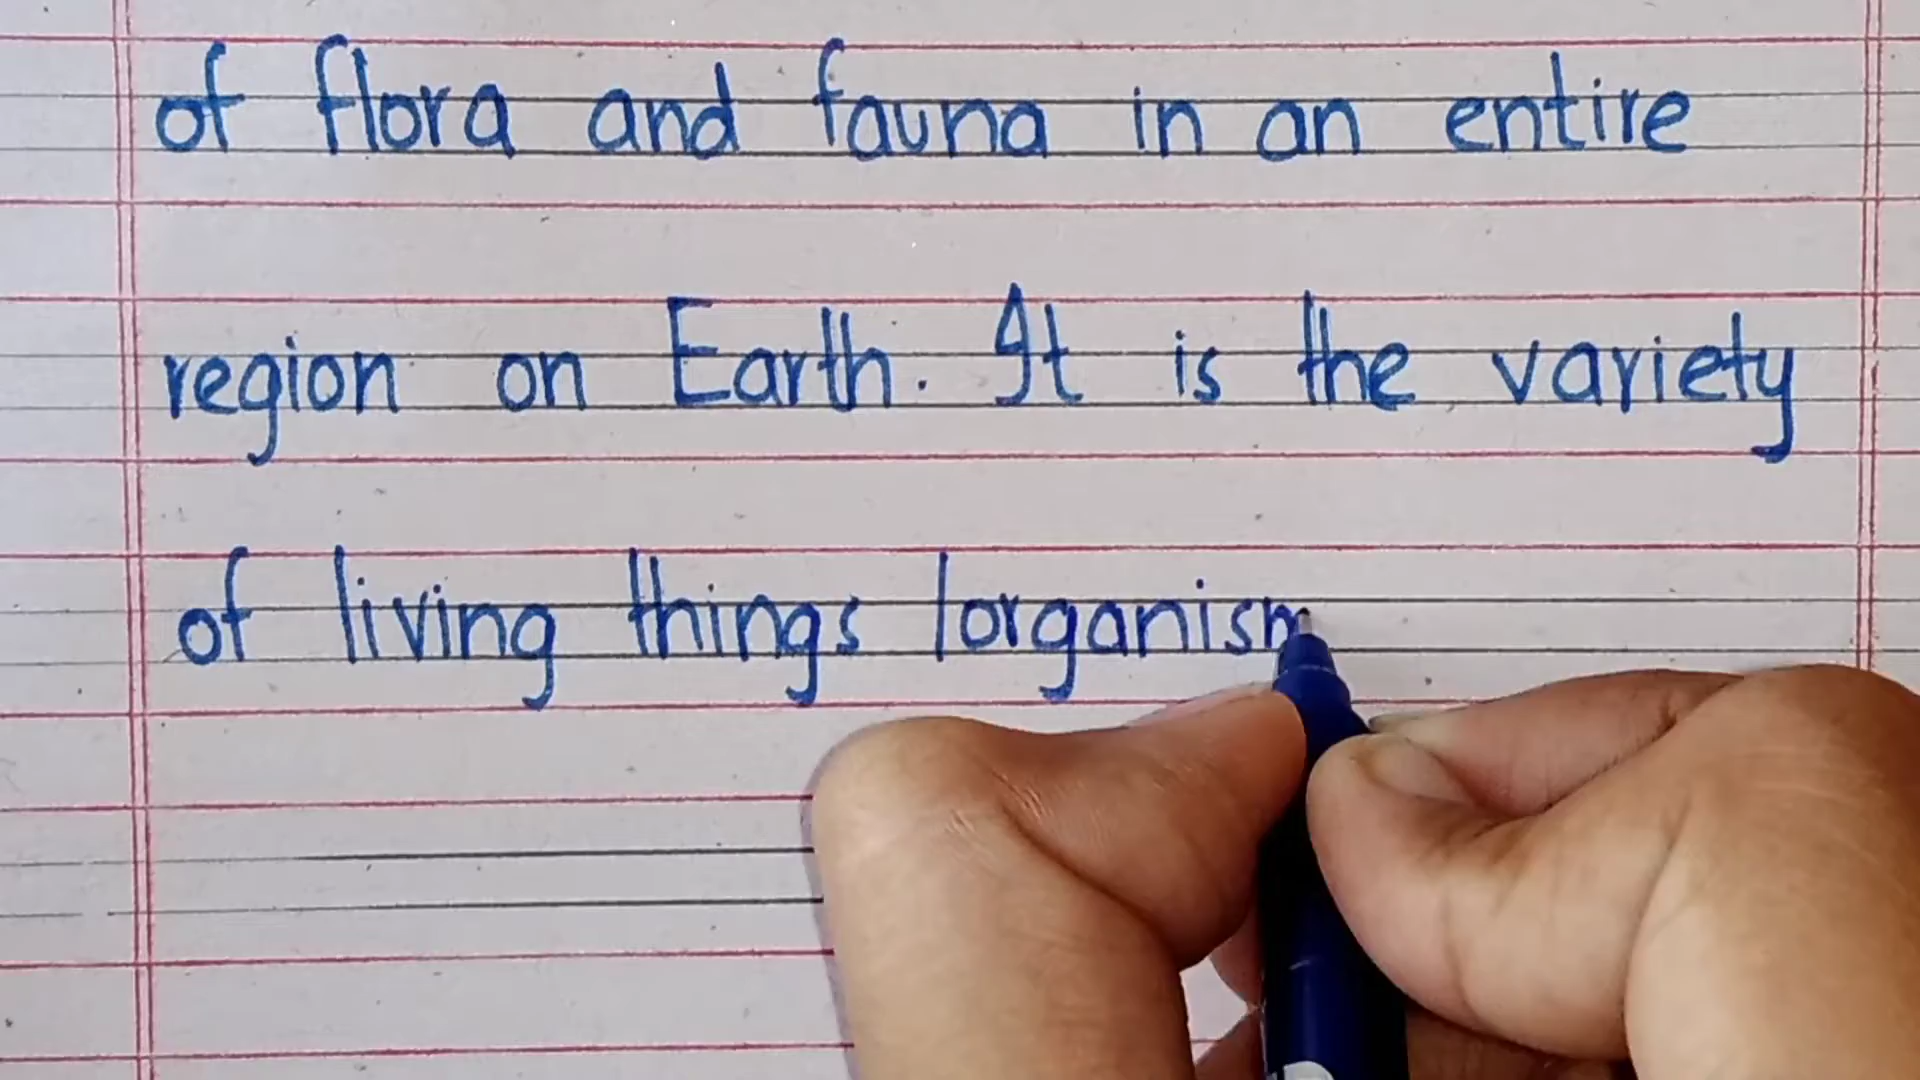 of flora and fauna in an entire
region on Earth. It is the variety
of living things |organism